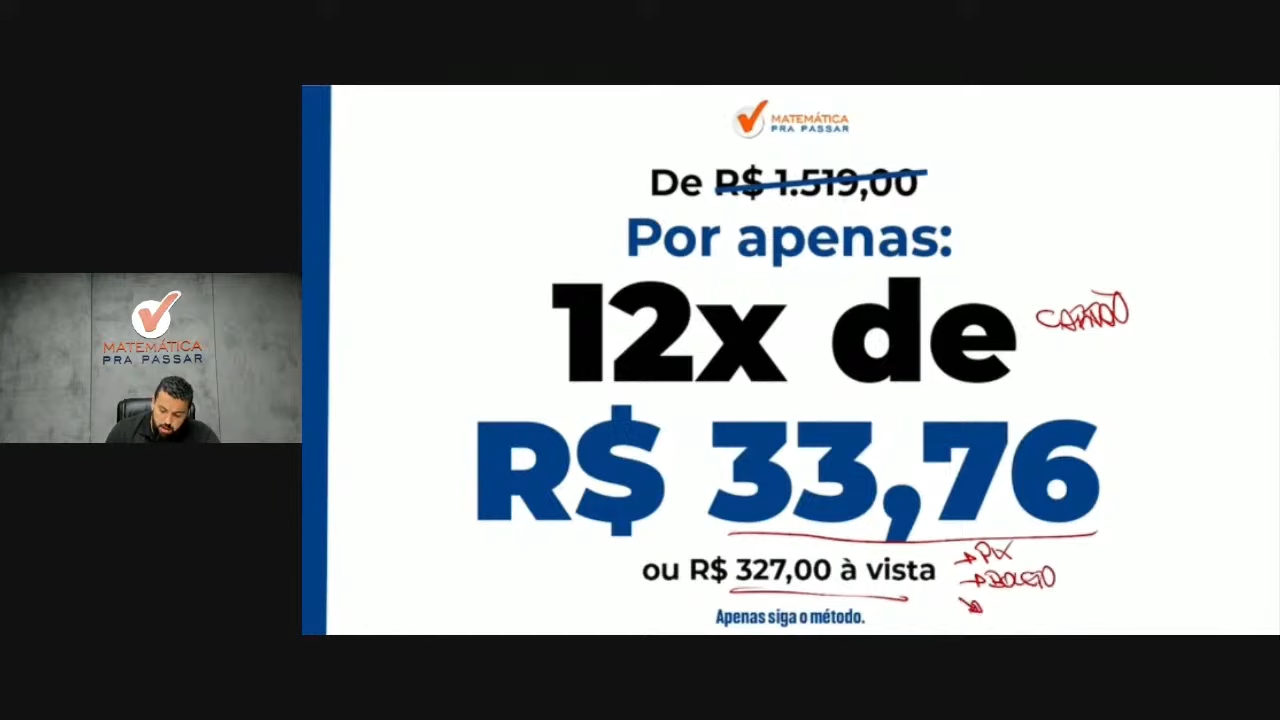 MATEMÁTICA
PRA PASSAR
MATEMÁTICA
PRA PASSAR
De R$ 1.519,00
Por apenas:
12x de
CARTÃO
R$ 33,76
ou R$ 327,00 à vista
→ PIX
→ BOLETO
Apenas siga o método.